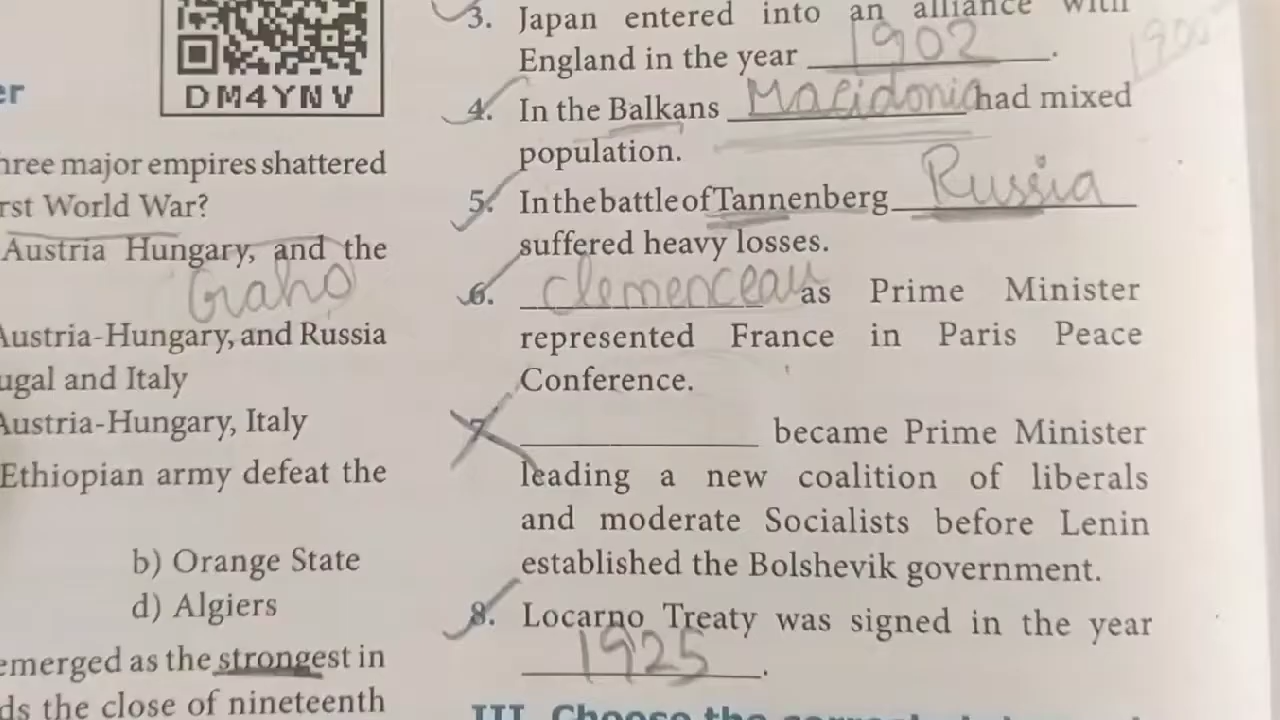 er
DM4YNV
hree major empires shattered
rst World War?
Austria Hungary, and the
Austria-Hungary, and Russia
ugal and Italy
Austria-Hungary, Italy
Ethiopian army defeat the
b) Orange State
d) Algiers
emerged as the strongest in
ds the close of nineteenth
3. Japan entered into an alliance with
England in the year 1902.
4. In the Balkans Macidonia had mixed
population.
5. In the battle of Tannenberg Russia
suffered heavy losses.
6. Clemenceau as Prime Minister
represented France in Paris Peace
Conference.
7. became Prime Minister
leading a new coalition of liberals
and moderate Socialists before Lenin
established the Bolshevik government.
8. Locarno Treaty was signed in the year
1925.
III. Choose the correct